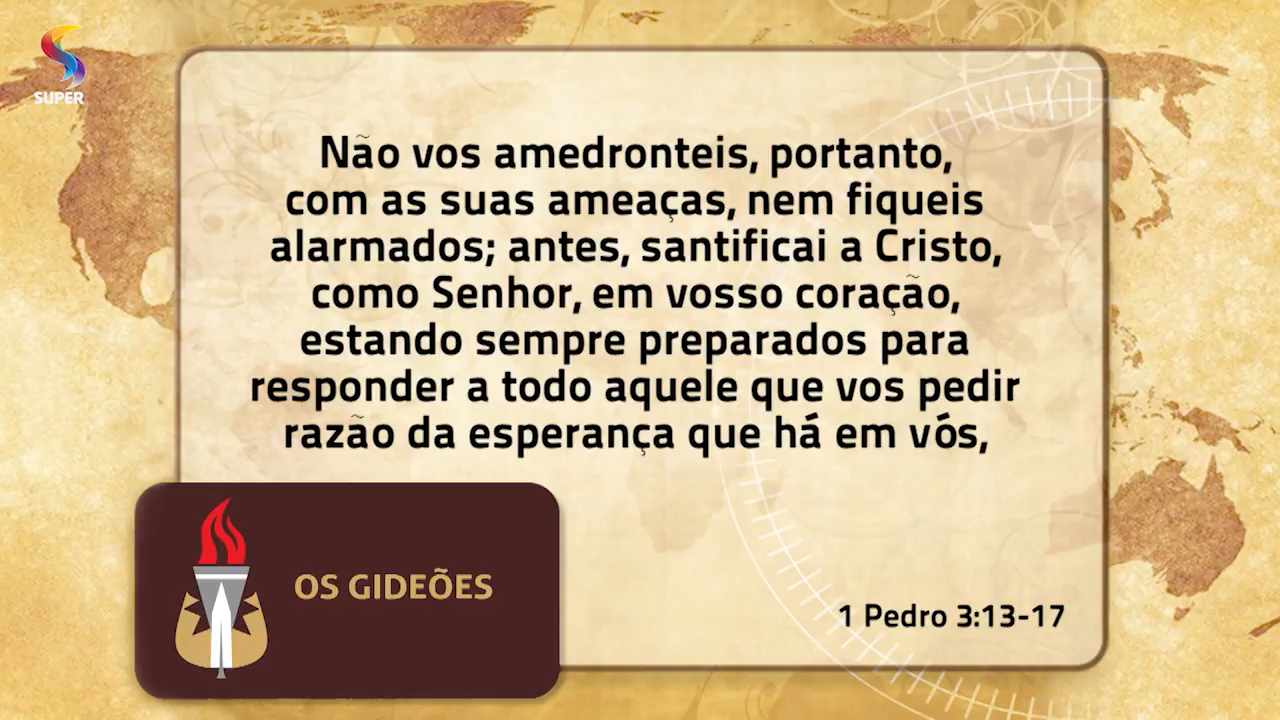 SUPER
Não vos amedronteis, portanto,
com as suas ameaças, nem fiqueis
alarmados; antes, santificai a Cristo,
como Senhor, em vosso coração,
estando sempre preparados para
responder a todo aquele que vos pedir
razão da esperança que há em vós,
OS GIDEÕES
1 Pedro 3:13-17